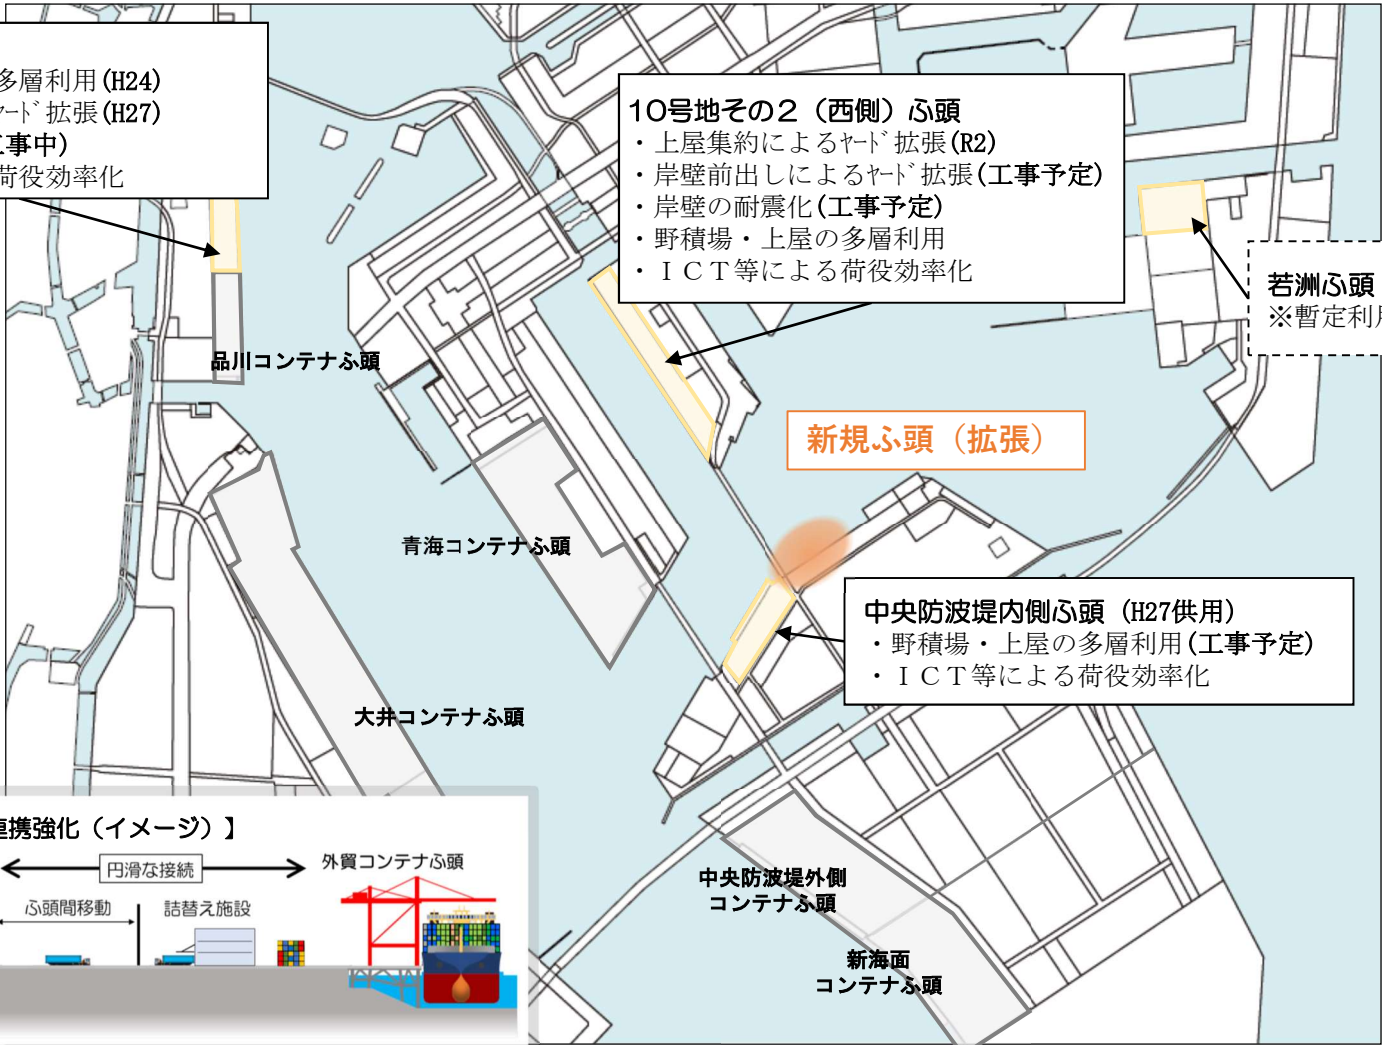 多層利用(H24)
ヤード拡張(H27)
工事中)
荷役効率化
10号地その2（西側）ふ頭
・上屋集約によるヤード拡張(R2)
・岸壁前出しによるヤード拡張(工事予定)
・岸壁の耐震化(工事予定)
・野積場・上屋の多層利用
・ＩＣＴ等による荷役効率化
若洲ふ頭
※暫定利用
品川コンテナふ頭
新規ふ頭（拡張）
青海コンテナふ頭
中央防波堤内側ふ頭（H27供用）
・野積場・上屋の多層利用(工事予定)
・ＩＣＴ等による荷役効率化
大井コンテナふ頭
連携強化（イメージ）】
円滑な接続
外貿コンテナふ頭
ふ頭間移動
詰替え施設
中央防波堤外側
コンテナふ頭
新海面
コンテナふ頭